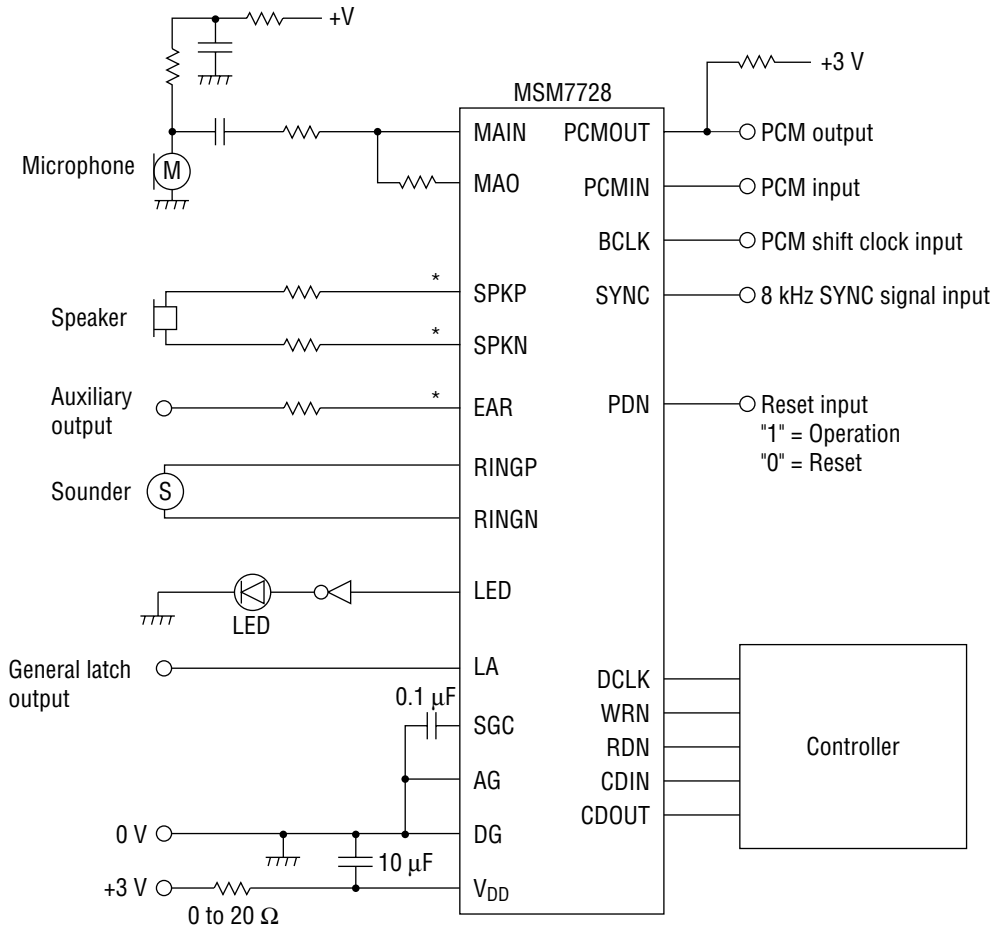 +V
+3 V
MSM7728
Microphone
M
MAIN
MAO
PCMOUT
PCM output
PCMIN
PCM input
BCLK
PCM shift clock input
SYNC
8 kHz SYNC signal input
Speaker
*
SPKP
*
SPKN
Auxiliary
output
*
EAR
PDN
Reset input
"1" = Operation
"0" = Reset
Sounder
S
RINGP
RINGN
LED
LED
General latch
output
LA
0.1 μF
SGC
AG
0 V
DG
10 μF
+3 V
VDD
0 to 20 Ω
DCLK
WRN
RDN
CDIN
CDOUT
Controller